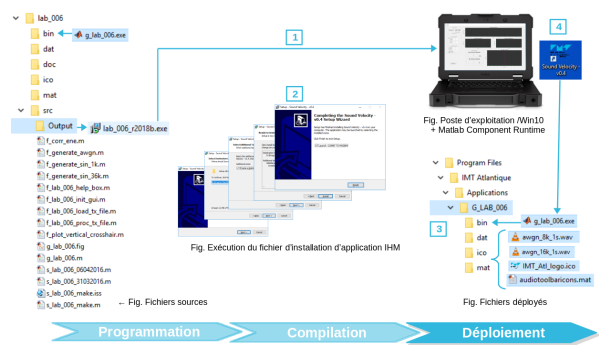 lab_006
bin
g_lab_006.exe
dat
doc
ico
mat
src
Output
lab_006_r2018b.exe
f_corr_ene.m
f_generate_awgn.m
f_generate_sin_1k.m
f_generate_sin_36k.m
f_lab_006_help_box.m
f_lab_006_init_gui.m
f_lab_006_load_tx_file.m
f_lab_006_proc_tx_file.m
f_plot_vertical_crosshair.m
g_lab_006.fig
g_lab_006.m
s_lab_006_06042016.m
s_lab_006_31032016.m
s_lab_006_make.iss
s_lab_006_make.m
← Fig. Fichiers sources
1
2
Completing the Sound Velocity -
v0.4 Setup Wizard
Fig. Exécution du fichier d'installation d'application IHM
4
Sound Velocity -
v0.4
Fig. Poste d'exploitation /Win10
+ Matlab Component Runtime
Program Files
IMT Atlantique
Applications
G_LAB_006
3
bin
g_lab_006.exe
dat
ico
mat
awgn_8k_1s.wav
awgn_16k_1s.wav
IMT_Atl_logo.ico
audiotoolbaricons.mat
Fig. Fichiers déployés
Programmation
Compilation
Déploiement